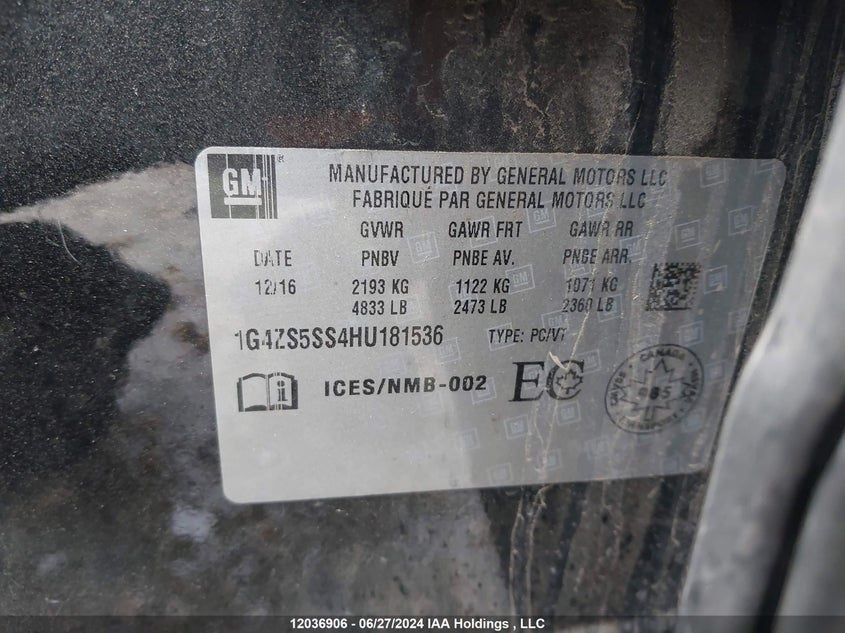 GM
MANUFACTURED BY GENERAL MOTORS LLC
FABRIQUÉ PAR GENERAL MOTORS LLC
GVWR GAWR FRT GAWR RR
DATE PNBV PNBE AV. PNBE ARR.
12/16 2193 KG 1122 KG 1071 KG
4833 LB 2473 LB 2360 LB
1G4ZS5SS4HU181536 TYPE: PC/VT
ICES/NMB-002 EC
CANADA
TRANSPORT
12036906 - 06/27/2024 IAA Holdings , LLC